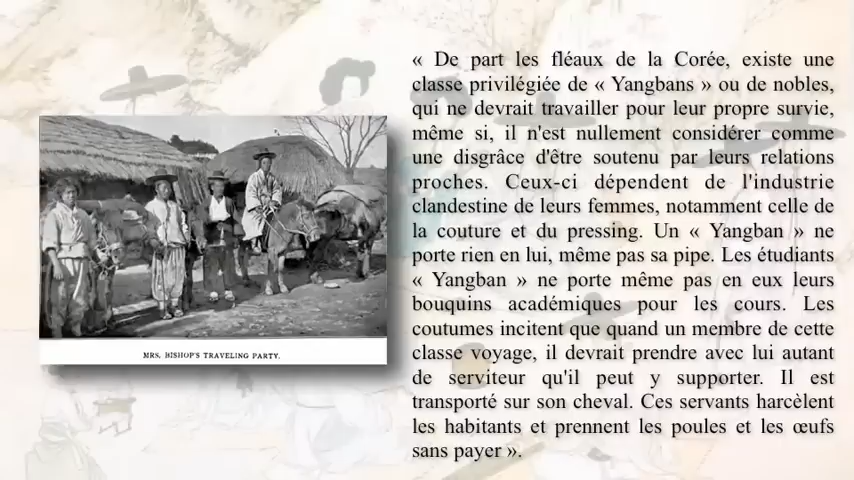 « De part les fléaux de la Corée, existe une
classe privilégiée de « Yangbans » ou de nobles,
qui ne devrait travailler pour leur propre survie,
même si, il n'est nullement considérer comme
une disgrâce d'être soutenu par leurs relations
proches. Ceux-ci dépendent de l'industrie
clandestine de leurs femmes, notamment celle de
la couture et du pressing. Un « Yangban » ne
porte rien en lui, même pas sa pipe. Les étudiants
« Yangban » ne porte même pas en eux leurs
bouquins académiques pour les cours. Les
coutumes incitent que quand un membre de cette
classe voyage, il devrait prendre avec lui autant
de serviteur qu'il peut y supporter. Il est
transporté sur son cheval. Ces servants harcèlent
les habitants et prennent les poules et les œufs
sans payer ».
MRS. BISHOP'S TRAVELING PARTY.